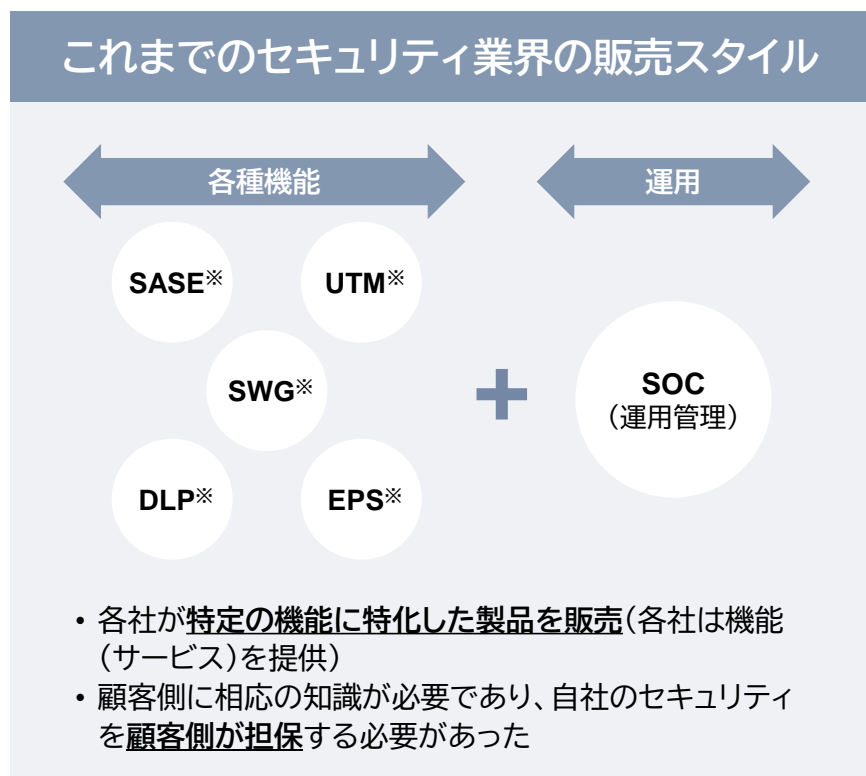 これまでのセキュリティ業界の販売スタイル
各種機能
運用
SASE※
UTM※
SWG※
SOC
（運用管理）
DLP※
EPS※
• 各社が特定の機能に特化した製品を販売（各社は機能
（サービス）を提供）
• 顧客側に相応の知識が必要であり、自社のセキュリティ
を顧客側が担保する必要があった